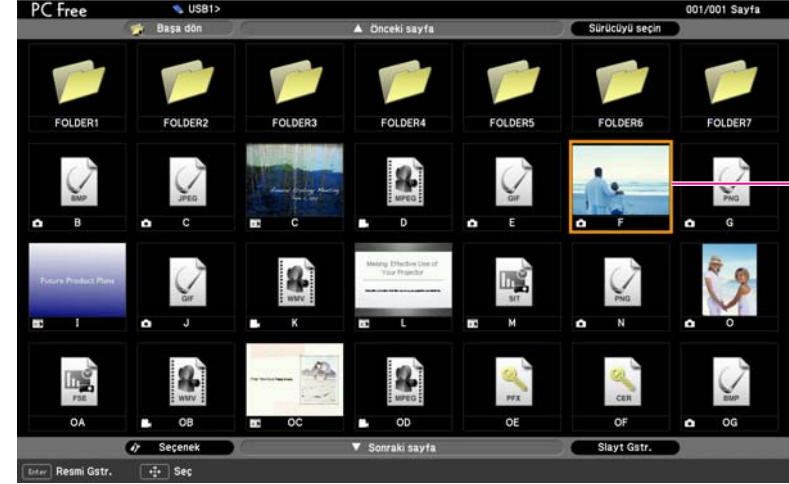 PC Free USB1> 001/001 Sayfa
Başa dön Önceki sayfa Sürücüyü seçin
FOLDER1 FOLDER2 FOLDER3 FOLDER4 FOLDER5 FOLDER6 FOLDER7
BMP JPEG MPEG GIF PNG
B C C D E F G
Future Product Plans GIF WMV Making Effective Use of Your Projector SIT PNG
I J K L M N O
FSE WMV MPEG PFX CER BMP
OA OB OC OD OE OF OG
Seçenek Sonraki sayfa Slayt Gstr.
Enter Resmi Gstr. Seç